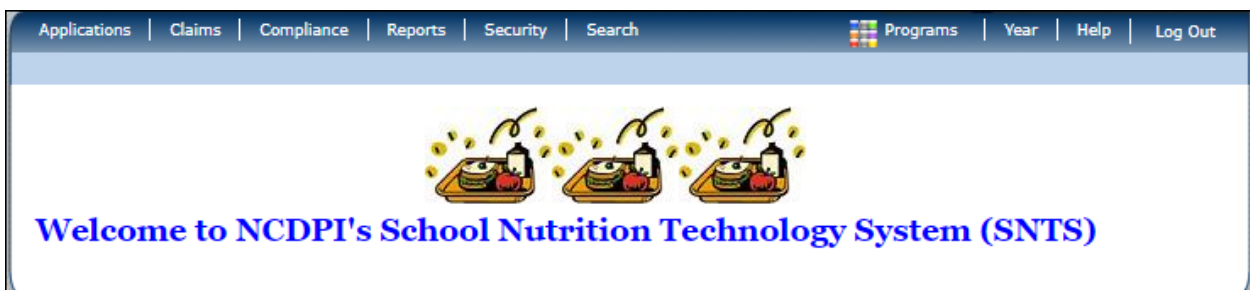 Applications | Claims | Compliance | Reports | Security | Search Programs | Year | Help | Log Out
Welcome to NCDPI's School Nutrition Technology System (SNTS)